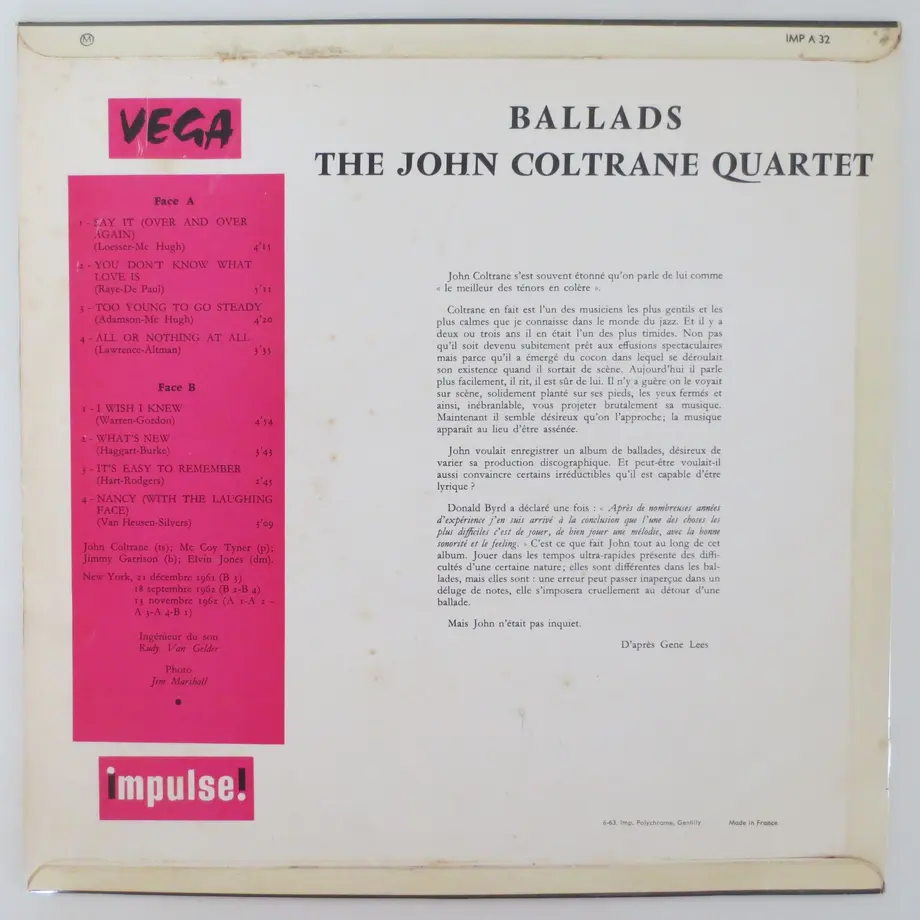 M
IMP A 32
VEGA
BALLADS
THE JOHN COLTRANE QUARTET
Face A
1 - SAY IT (OVER AND OVER
AGAIN)
(Loesser-Mc Hugh) 4'15
2 - YOU DON'T KNOW WHAT
LOVE IS
(Raye-De Paul) 5'12
3 - TOO YOUNG TO GO STEADY
(Adamson-Mc Hugh) 4'20
4 - ALL OR NOTHING AT ALL
(Lawrence-Altman) 3'35
Face B
1 - I WISH I KNEW
(Warren-Gordon) 4'54
2 - WHAT'S NEW
(Haggart-Burke) 3'43
3 - IT'S EASY TO REMEMBER
(Hart-Rodgers) 2'45
4 - NANCY (WITH THE LAUGHING
FACE)
(Van Heusen-Silvers) 3'09
John Coltrane (ts); Mc Coy Tyner (p);
Jimmy Garrison (b); Elvin Jones (dm).
New York, 21 décembre 1961 (B 3)
18 septembre 1962 (B 2-B 4)
13 novembre 1962 (A 1-A 2 -
A 3-A 4-B 1)
Ingénieur du son
Rudy Van Gelder
Photo
Jim Marshall
impulse!
John Coltrane s'est souvent étonné qu'on parle de lui comme
« le meilleur des ténors en colère ».
Coltrane en fait est l'un des musiciens les plus gentils et les
plus calmes que je connaisse dans le monde du jazz. Et il y a
deux ou trois ans il en était l'un des plus timides. Non pas
qu'il soit devenu subitement prêt aux effusions spectaculaires
mais parce qu'il a émergé du cocon dans lequel se déroulait
son existence quand il sortait de scène. Aujourd'hui il parle
plus facilement, il rit, il est sûr de lui. Il n'y a guère on le voyait
sur scène, solidement planté sur ses pieds, les yeux fermés et
ainsi, inébranlable, vous projeter brutalement sa musique.
Maintenant il semble désireux qu'on l'approche; la musique
apparaît au lieu d'être assénée.
John voulait enregistrer un album de ballades, désireux de
varier sa production discographique. Et peut-être voulait-il
aussi convaincre certains irréductibles qu'il est capable d'être
lyrique ?
Donald Byrd a déclaré une fois : « Après de nombreuses années
d'expérience j'en suis arrivé à la conclusion que l'une des choses les
plus difficiles c'est de jouer, de bien jouer une mélodie, avec la bonne
sonorité et le feeling. » C'est ce que fait John tout au long de cet
album. Jouer dans les tempos ultra-rapides présente des diffi-
cultés d'une certaine nature; elles sont différentes dans les bal-
lades, mais elles sont : une erreur peut passer inaperçue dans un
déluge de notes, elle s'imposera cruellement au détour d'une
ballade.
Mais John n'était pas inquiet.
D'après Gene Lees
6-63. Imp. Polychrome, Gentilly Made in France